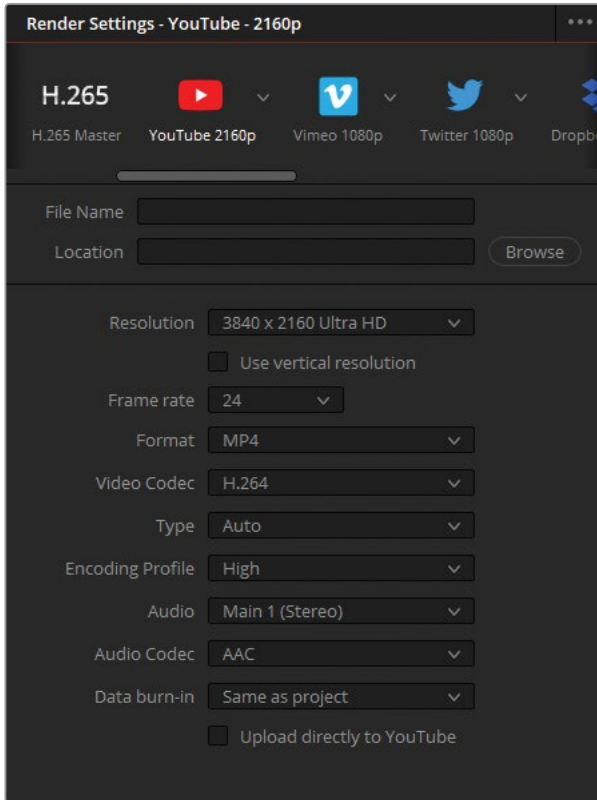 Render Settings - YouTube - 2160p
H.265
H.265 Master YouTube 2160p Vimeo 1080p Twitter 1080p
File Name
Location Browse
Resolution 3840 x 2160 Ultra HD
Use vertical resolution
Frame rate 24
Format MP4
Video Codec H.264
Type Auto
Encoding Profile High
Audio Main 1 (Stereo)
Audio Codec AAC
Data burn-in Same as project
Upload directly to YouTube